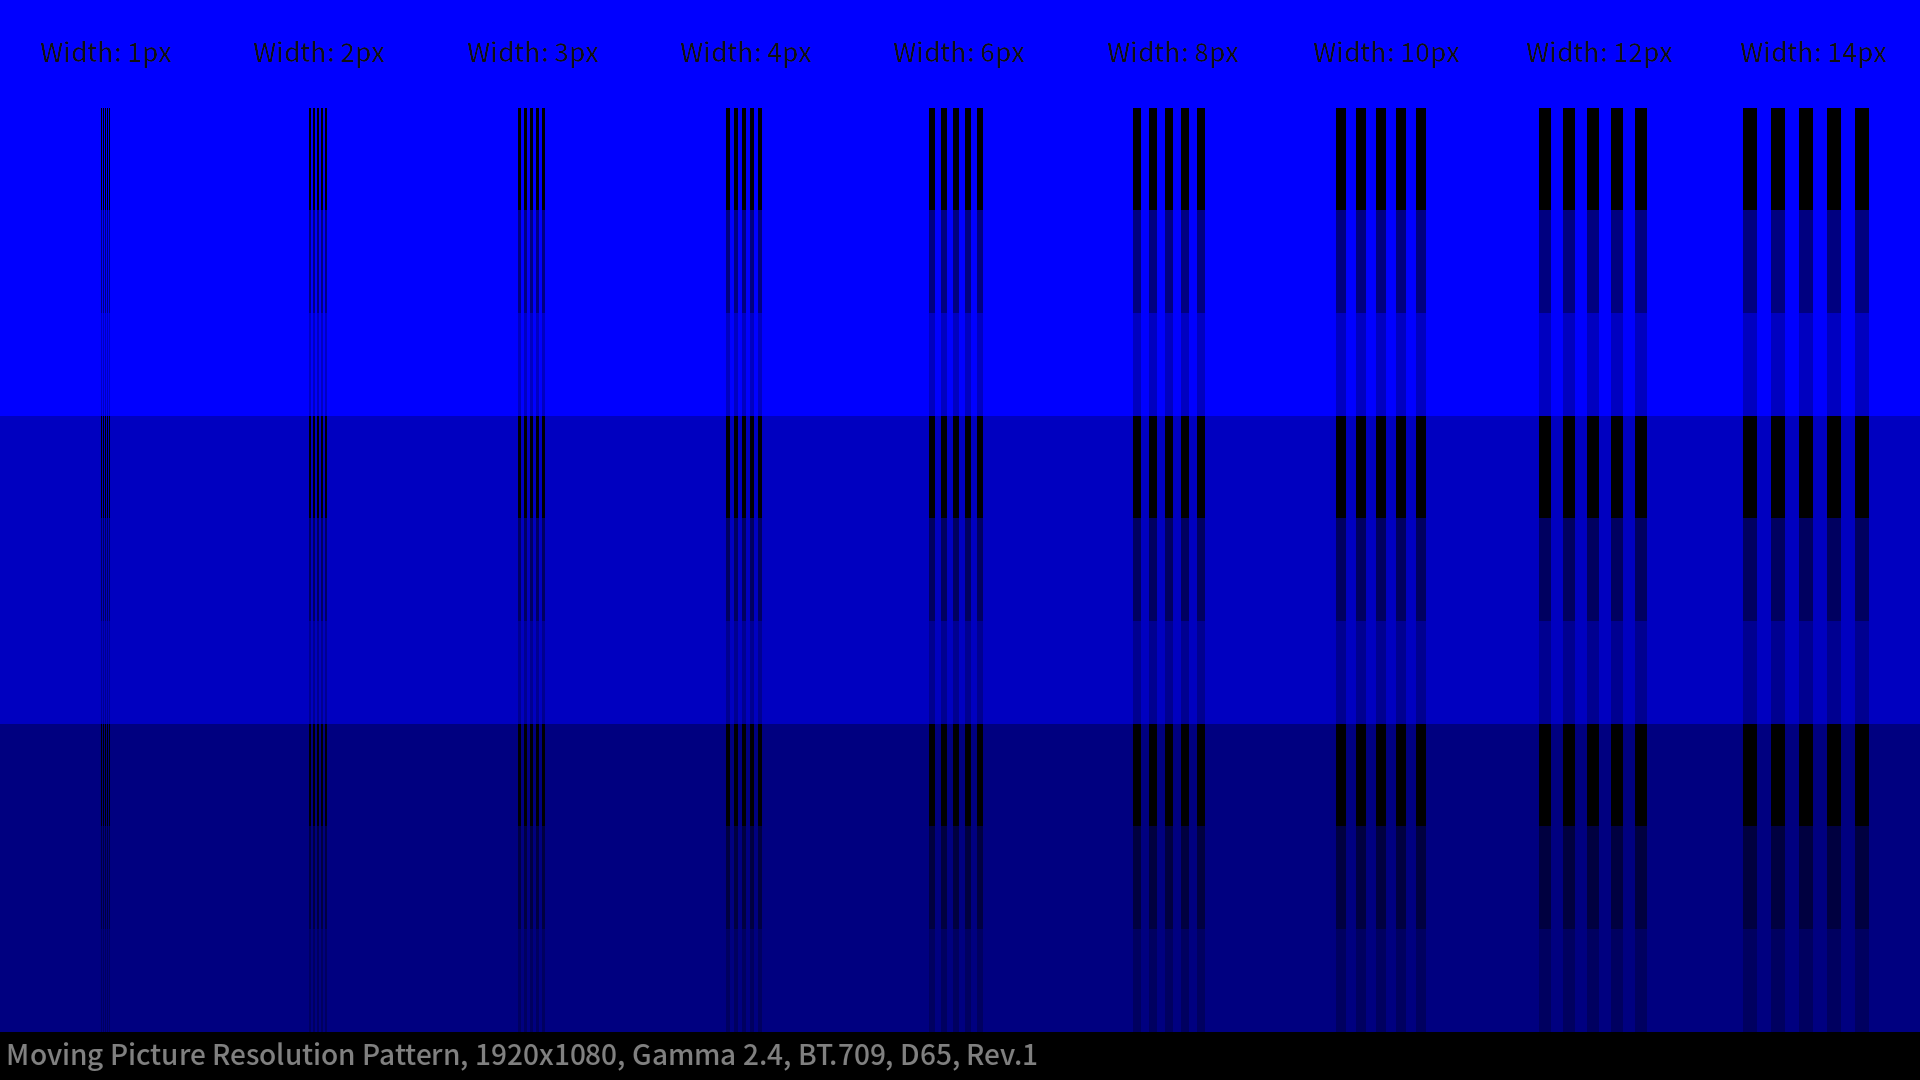 Width: 1px Width: 2px Width: 3px Width: 4px Width: 6px Width: 8px Width: 10px Width: 12px Width: 14px
Moving Picture Resolution Pattern, 1920x1080, Gamma 2.4, BT.709, D65, Rev.1